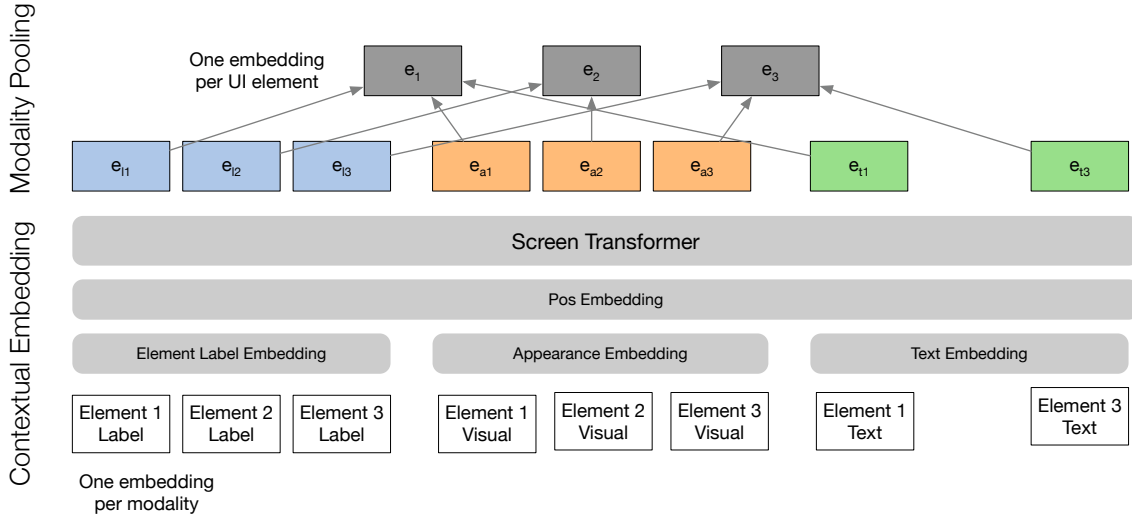 Modality Pooling
One embedding
per UI element
e1
e2
e3
el1
el2
el3
ea1
ea2
ea3
et1
et3
Contextual Embedding
Screen Transformer
Pos Embedding
Element Label Embedding
Appearance Embedding
Text Embedding
Element 1
Label
Element 2
Label
Element 3
Label
Element 1
Visual
Element 2
Visual
Element 3
Visual
Element 1
Text
Element 3
Text
One embedding
per modality